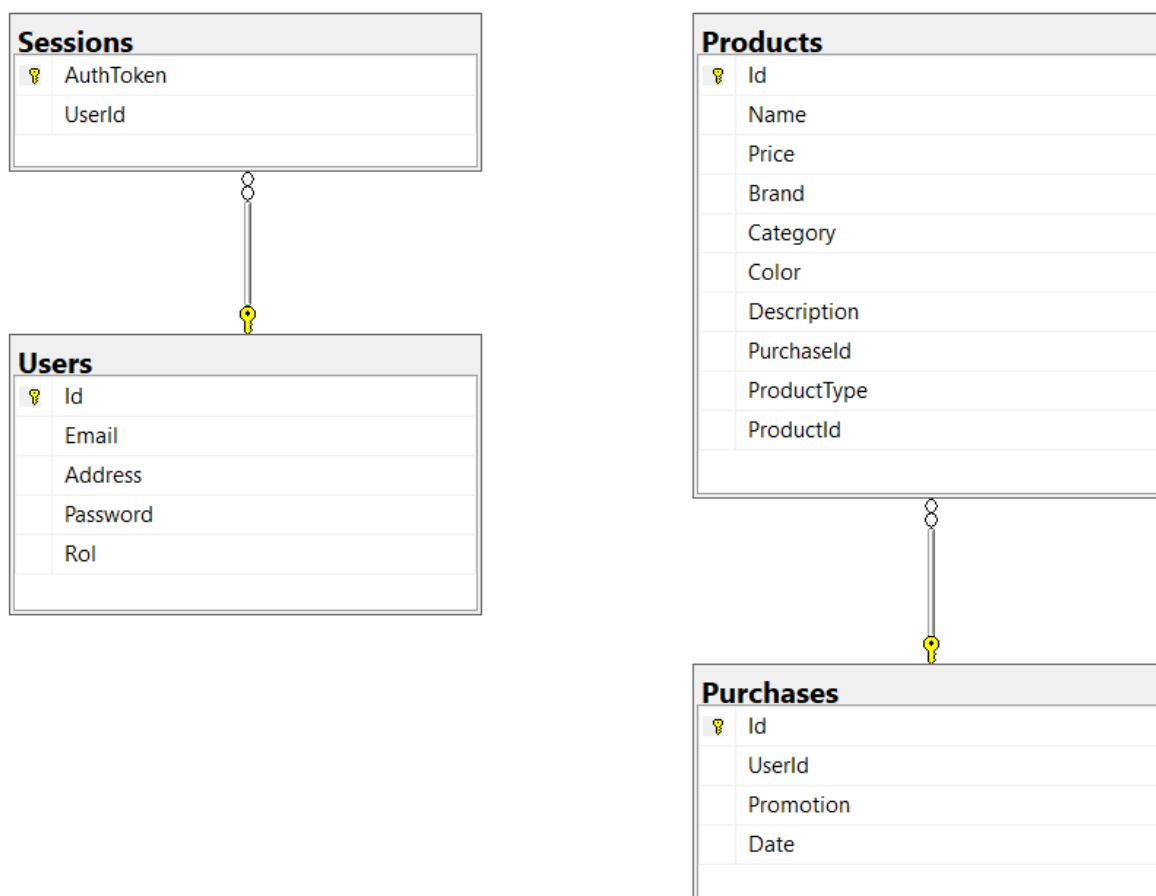 Sessions
AuthToken
UserId
Users
Id
Email
Address
Password
Rol
Products
Id
Name
Price
Brand
Category
Color
Description
PurchaseId
ProductType
ProductId
Purchases
Id
UserId
Promotion
Date